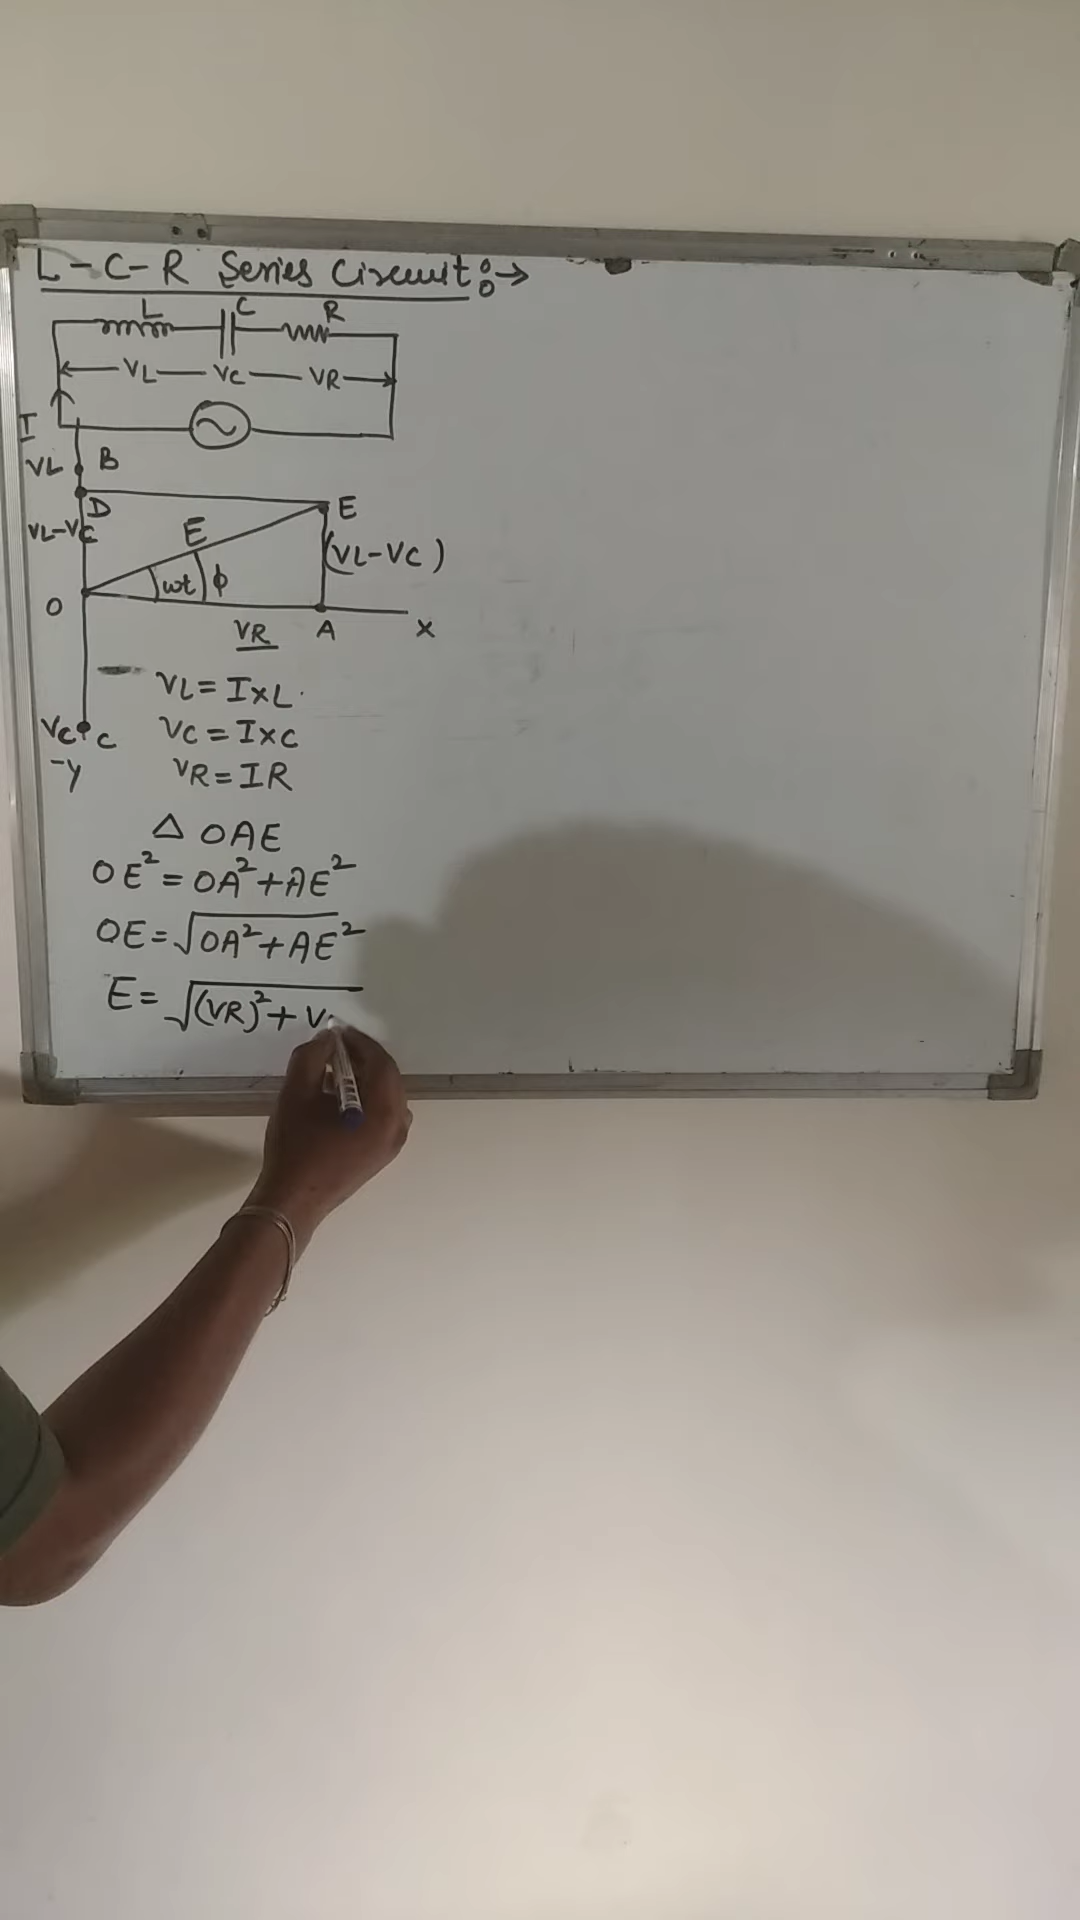 L-C-R Series Circuit:→
L C R
VL VC VR
I
VL B
D E
VL-VC E (VL-VC)
wt ϕ
O
VR A X
VL = IXL
VC C VC = IXC
-Y VR = IR
△ OAE
OE² = OA² + AE²
OE = √OA² + AE²
E = √(VR)² + V